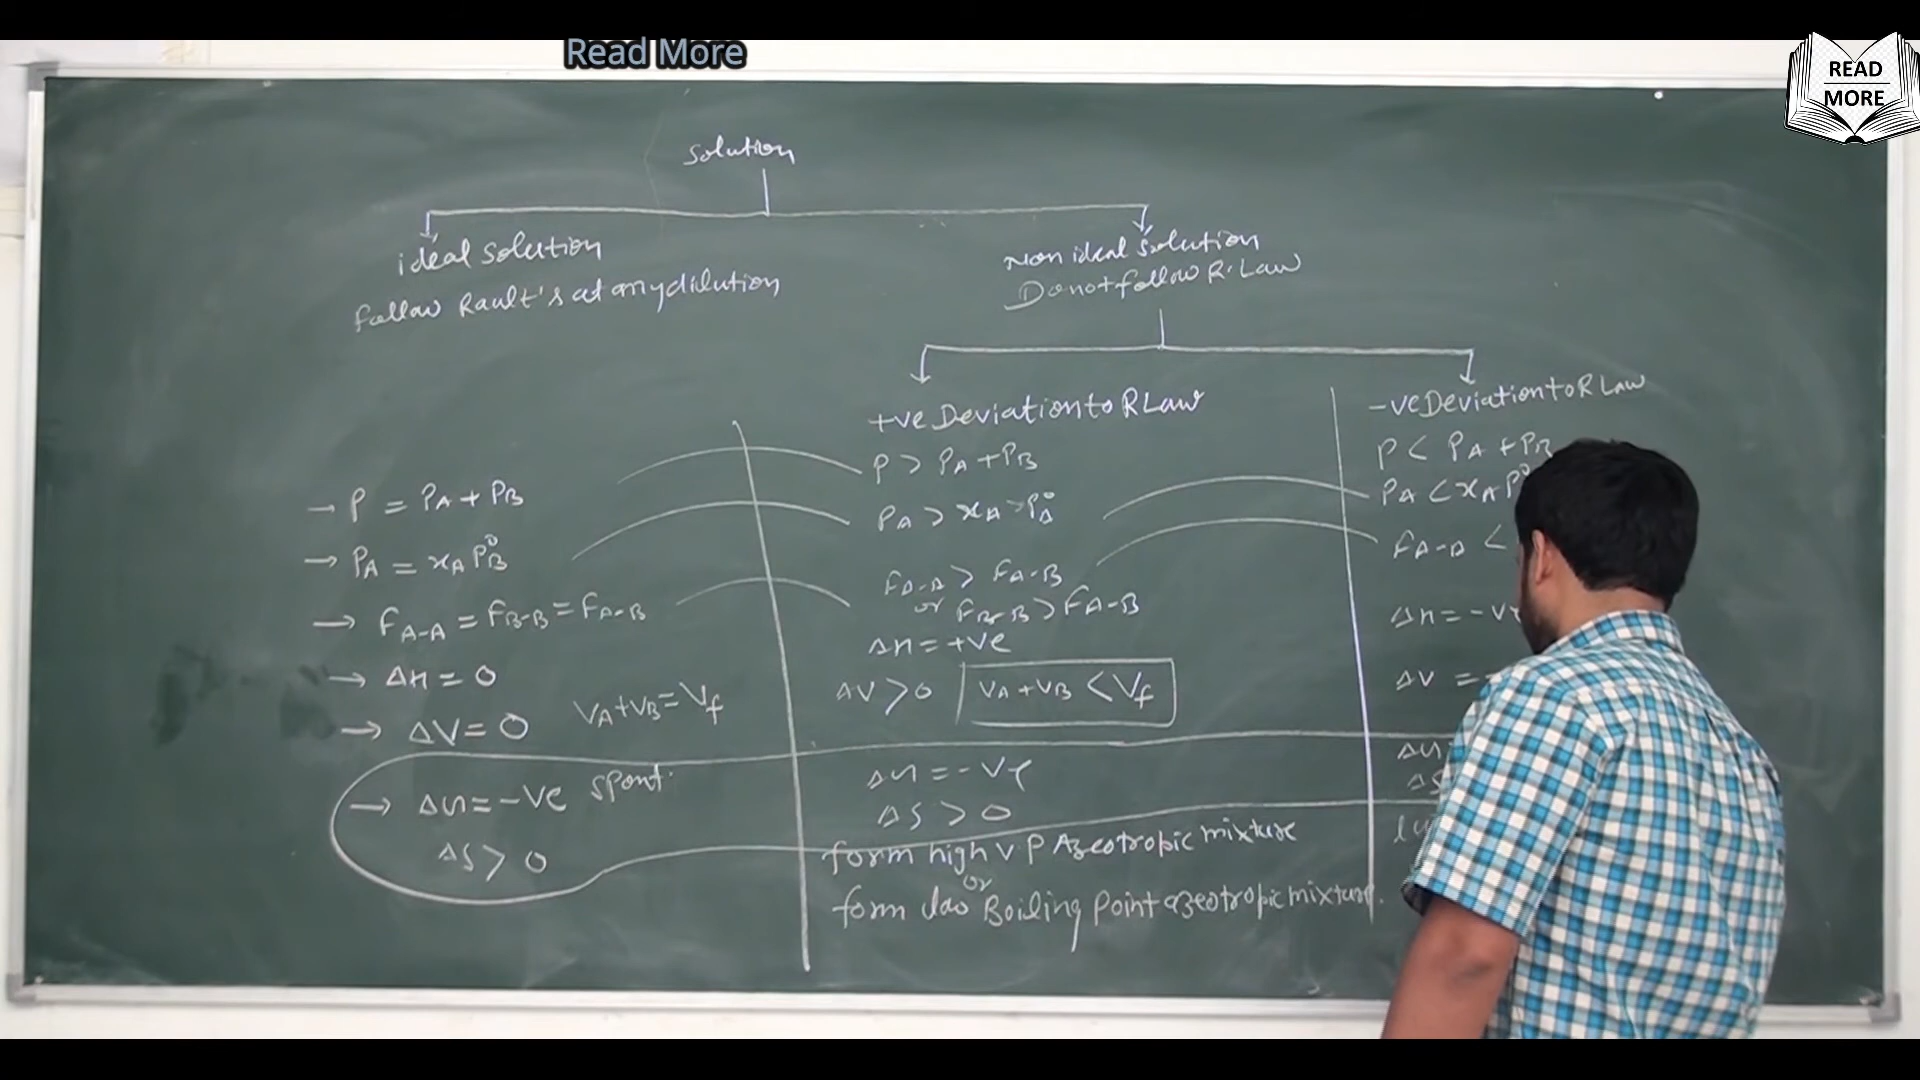 Read More
READ
MORE
Solution
ideal solution
follow Rault's at any dilution
Non ideal solution
Do not follow R. Law
+ve Deviation to R Law
P > PA + PB
PA > xA P°A
FA-A > FA-B
or FB-B > FA-B
ΔH = +ve
ΔV > 0 VA + VB < Vf
ΔG = -ve
ΔS > 0
form high V P Azeotropic mixture
or
form low Boiling Point azeotropic mixture.
-ve Deviation to R Law
P < PA + PB
PA < xA P°
FA-A <
ΔH = -ve
ΔV = -
ΔG
ΔS
→ P = PA + PB
→ PA = xA P°B
→ FA-A = FB-B = FA-B
→ ΔH = 0
→ ΔV = 0 VA + VB = Vf
→ ΔG = -ve spont.
ΔS > 0